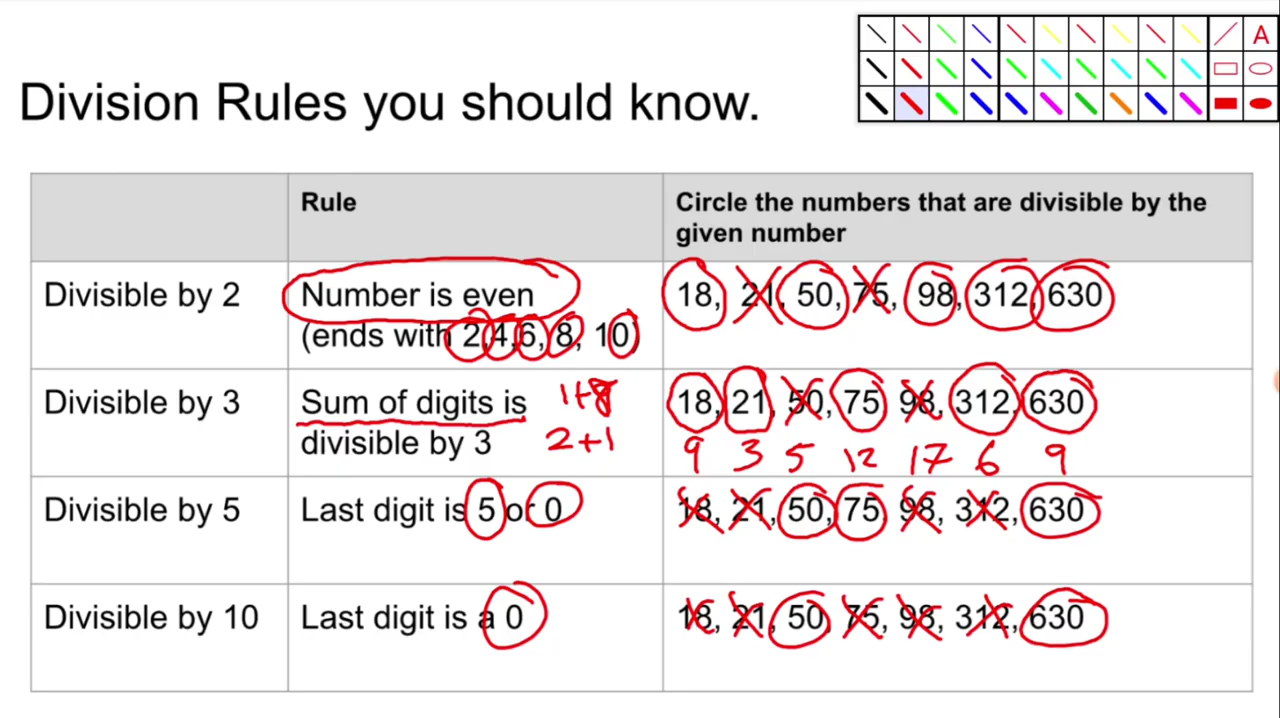 A
Division Rules you should know.
Rule
Circle the numbers that are divisible by the
given number
Divisible by 2
Number is even
(ends with 2,4,6, 8, 10)
18, 21, 50, 75, 98, 312, 630
Divisible by 3
Sum of digits is
divisible by 3
1+8
2+1
18, 21, 50, 75, 98, 312, 630
9 3 5 12 17 6 9
Divisible by 5
Last digit is 5 or 0
18, 21, 50, 75, 98, 312, 630
Divisible by 10
Last digit is a 0
18, 21, 50, 75, 98, 312, 630